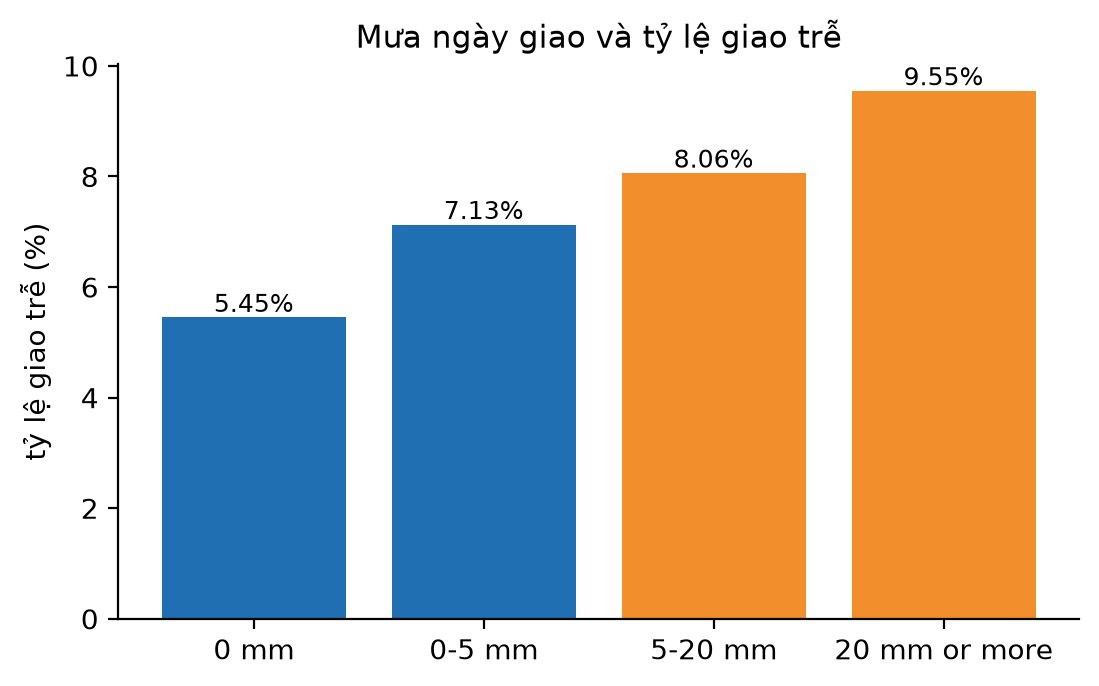 Mưa ngày giao và tỷ lệ giao trễ
tỷ lệ giao trễ (%)
10
8
6
4
2
0
5.45%
7.13%
8.06%
9.55%
0 mm
0-5 mm
5-20 mm
20 mm or more